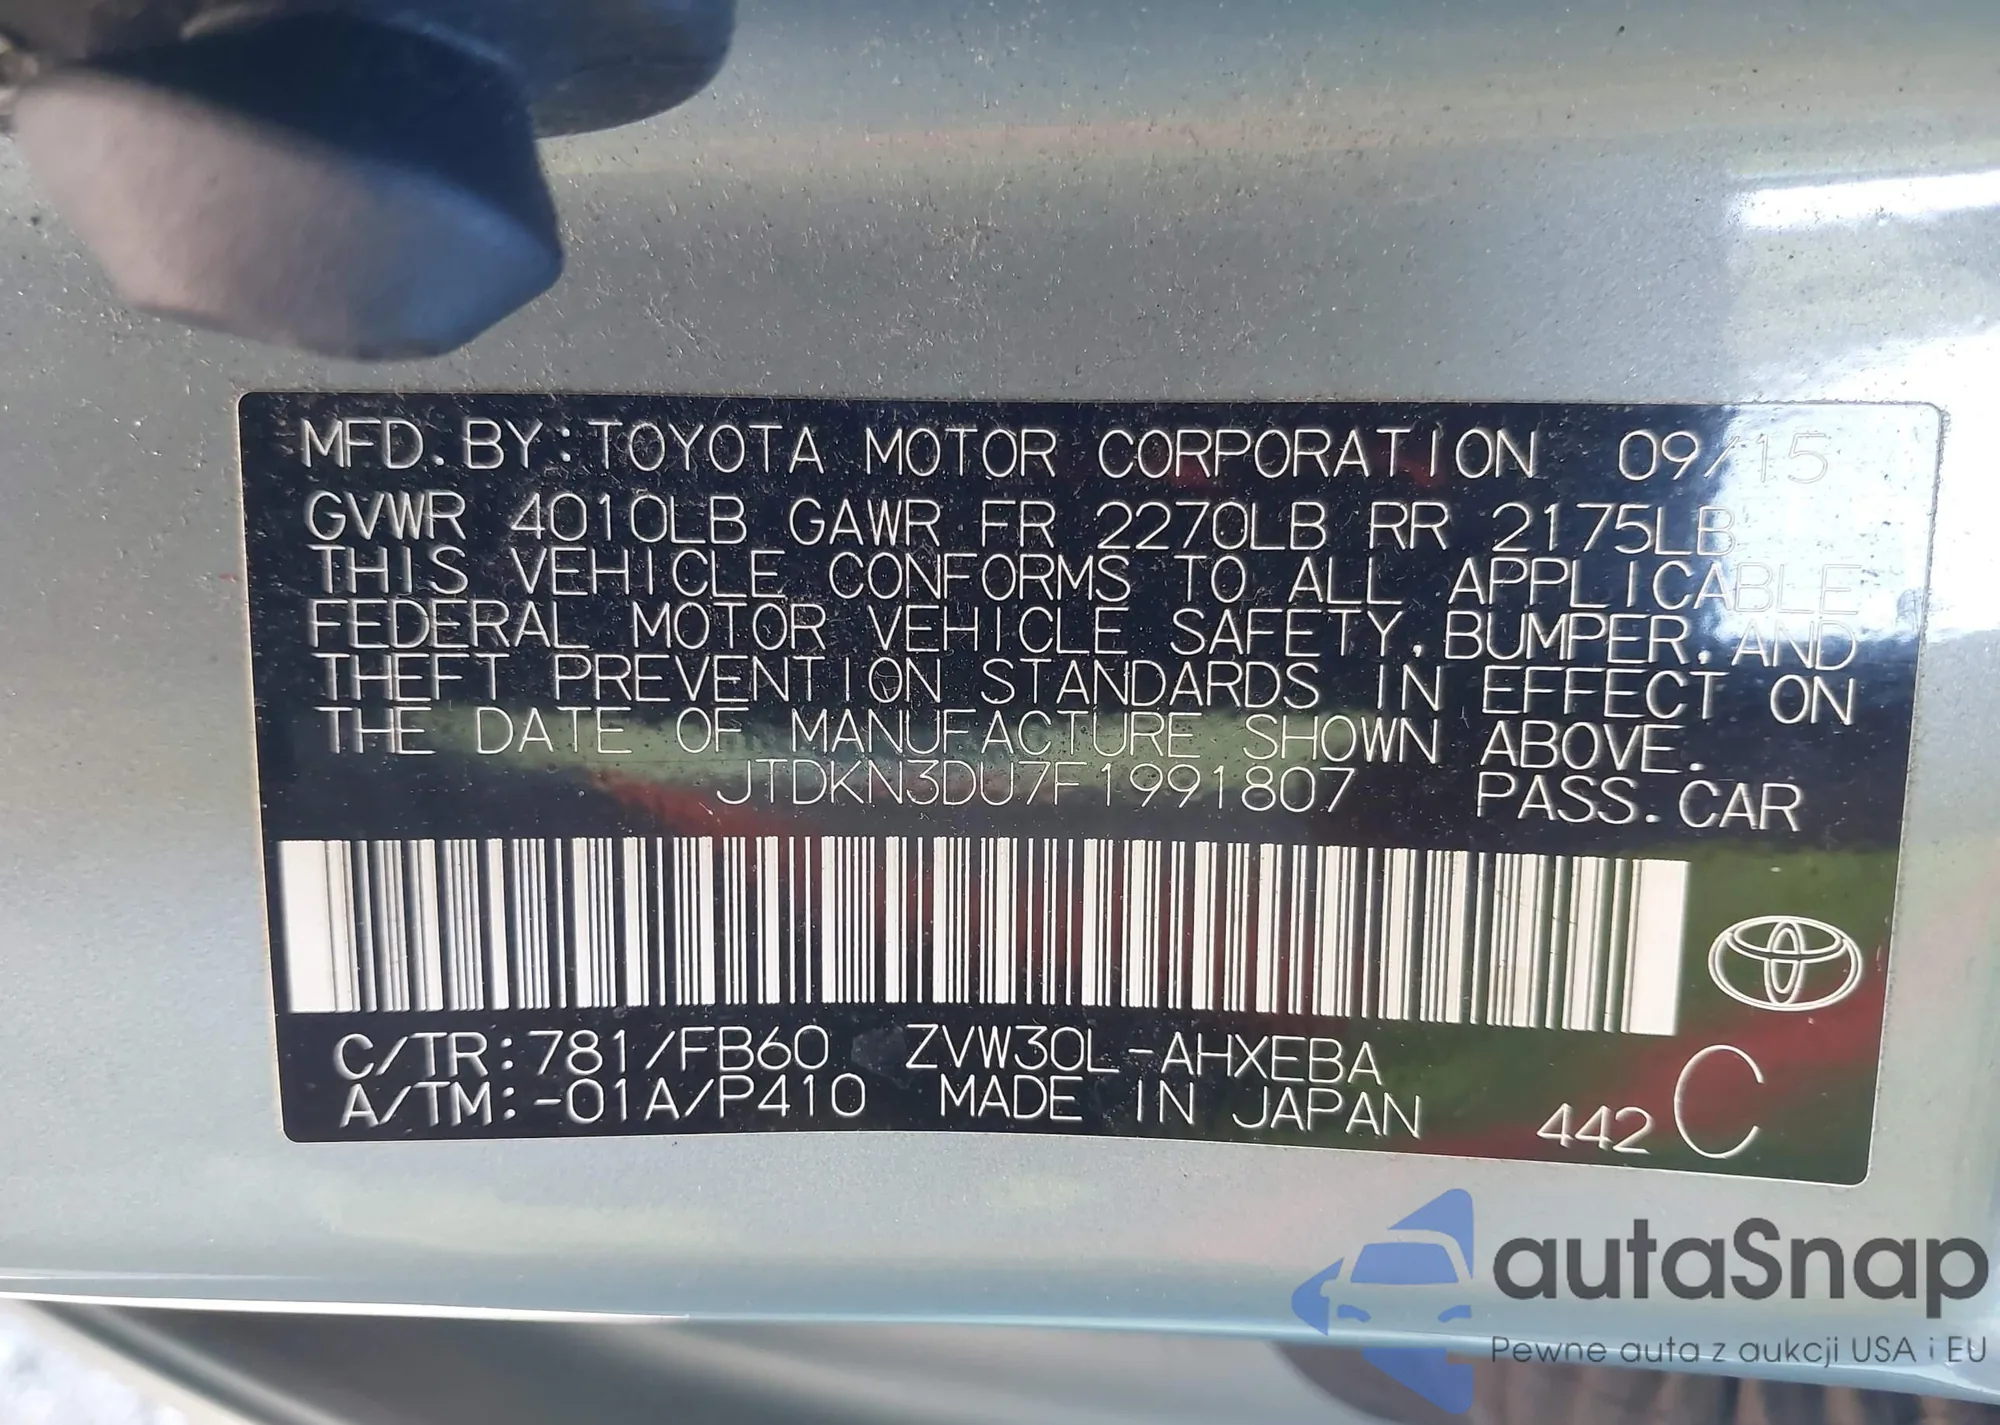 MFD. BY: TOYOTA MOTOR CORPORATION 09/15
GVWR 4010LB GAWR FR 2270LB RR 2175LB
THIS VEHICLE CONFORMS TO ALL APPLICABLE
FEDERAL MOTOR VEHICLE SAFETY, BUMPER, AND
THEFT PREVENTION STANDARDS IN EFFECT ON
THE DATE OF MANUFACTURE SHOWN ABOVE.
JTDKN3DU7F1991807 PASS. CAR
C/TR: 781/FB60 ZVW30L-AHXEBA
A/TM: -01A/P410 MADE IN JAPAN 442 C
autaSnap
Pewne auta z aukcji USA i EU